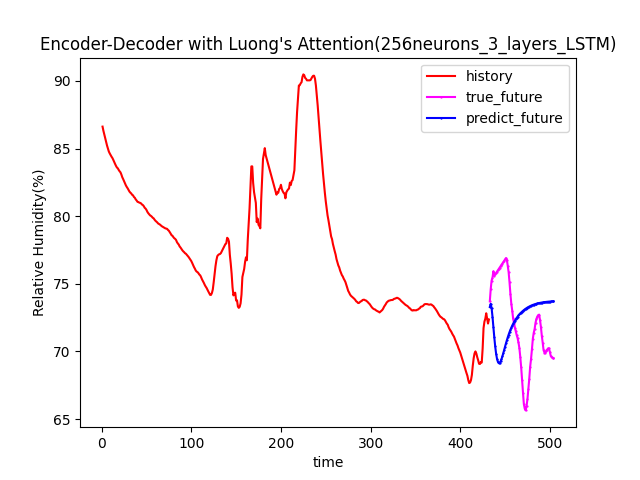 Encoder-Decoder with Luong's Attention(256neurons_3_layers_LSTM)
history
true_future
predict_future
Relative Humidity(%)
90
85
80
75
70
65
0 100 200 300 400 500
time